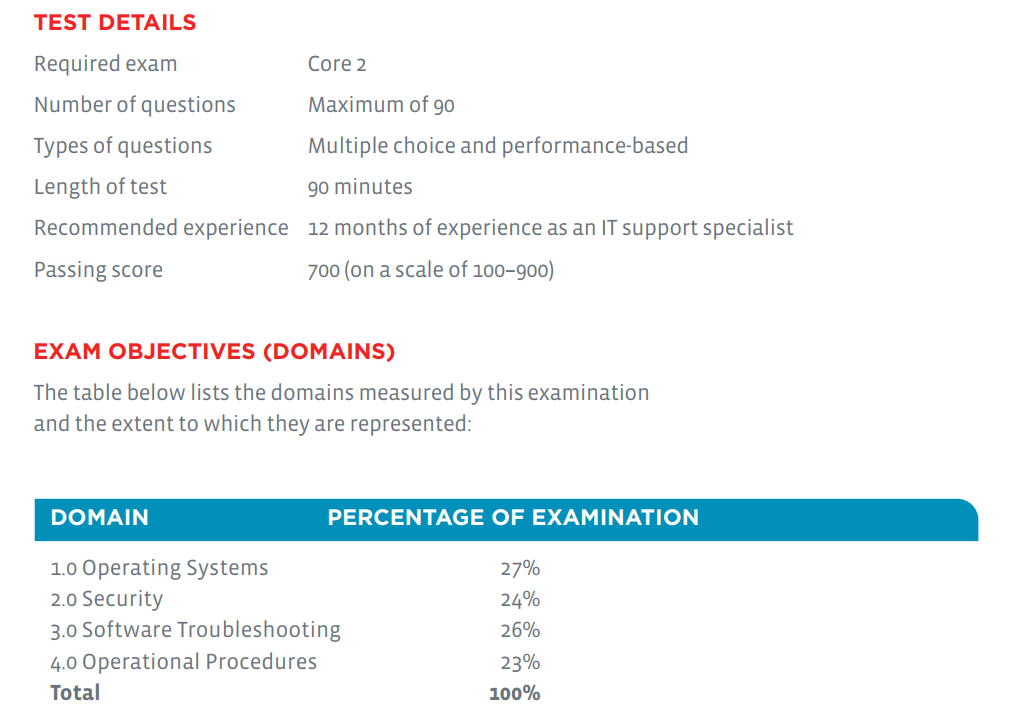 TEST DETAILS
Required exam Core 2
Number of questions Maximum of 90
Types of questions Multiple choice and performance-based
Length of test 90 minutes
Recommended experience 12 months of experience as an IT support specialist
Passing score 700 (on a scale of 100–900)
EXAM OBJECTIVES (DOMAINS)
The table below lists the domains measured by this examination
and the extent to which they are represented:
DOMAIN PERCENTAGE OF EXAMINATION
1.0 Operating Systems 27%
2.0 Security 24%
3.0 Software Troubleshooting 26%
4.0 Operational Procedures 23%
Total 100%